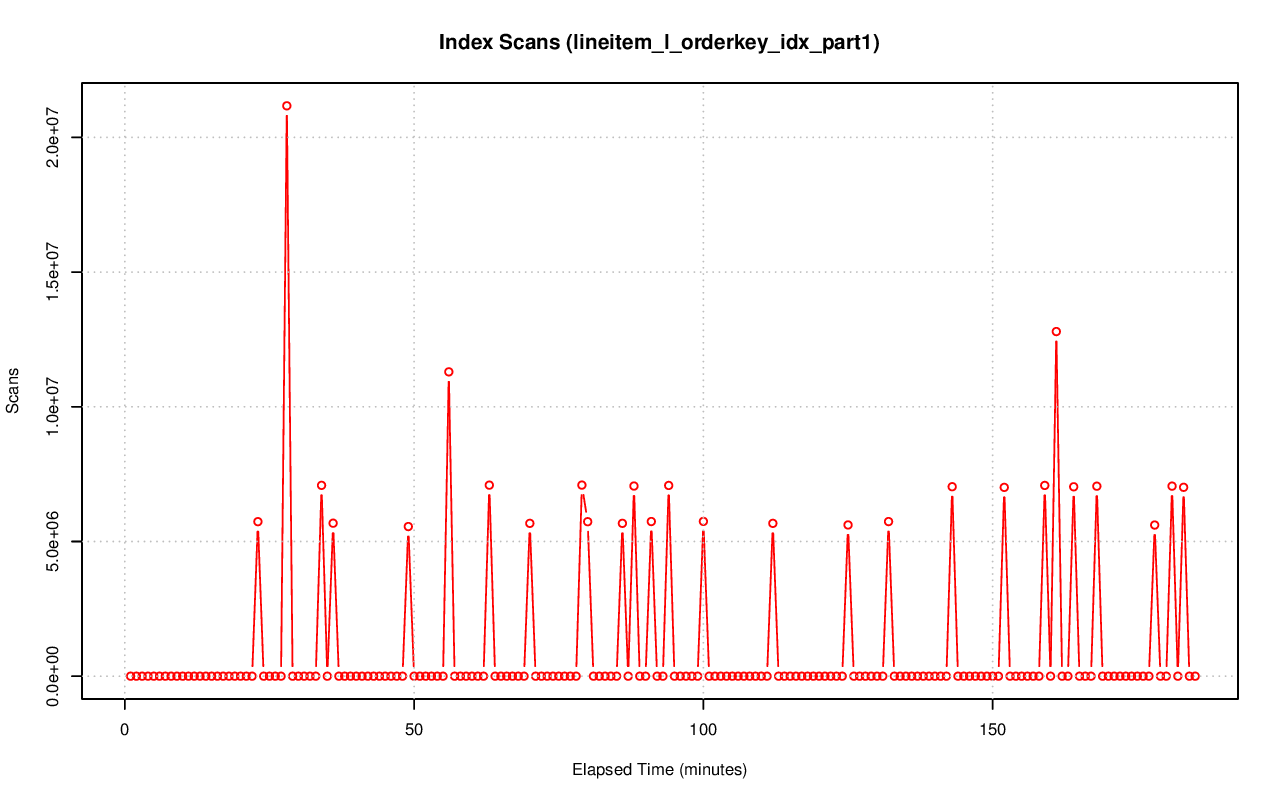 Index Scans (lineitem_l_orderkey_idx_part1)
Scans
2.0e+07
1.5e+07
1.0e+07
5.0e+06
0.0e+00
0 50 100 150
Elapsed Time (minutes)